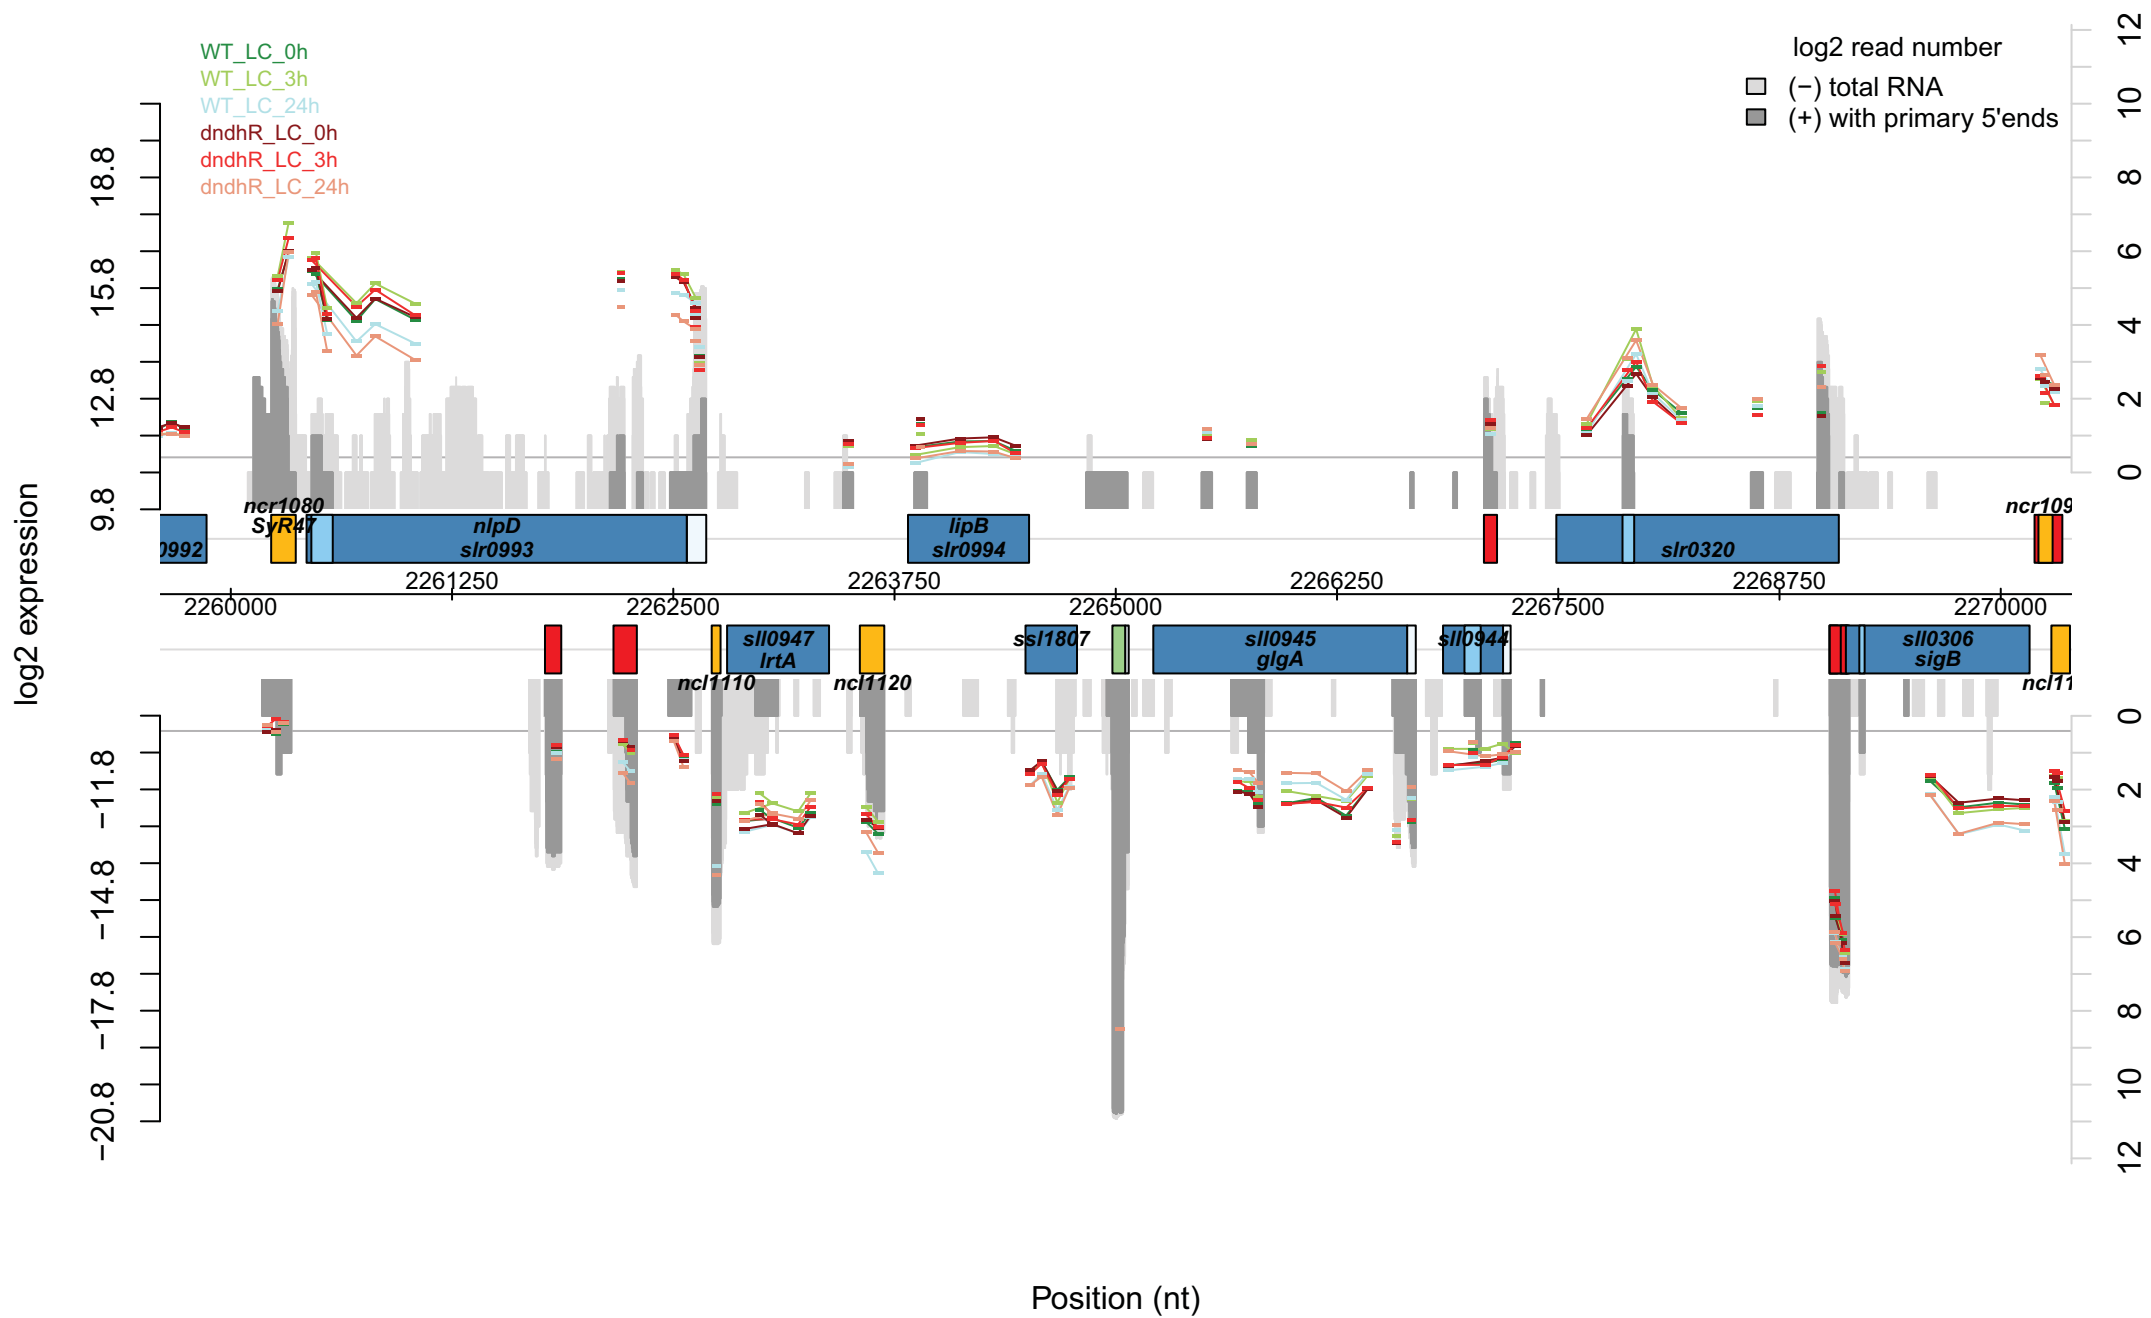 WT_LC_0h
WT_LC_3h
WT_LC_24h
dndhR_LC_0h
dndhR_LC_3h
dndhR_LC_24h
log2 read number
(−) total RNA
(+) with primary 5'ends
log2 expression
18.8
15.8
12.8
9.8
12
10
8
6
4
2
0
ncr1080
SyR47
nlpD
lipB
ncr109
0992
slr0993
slr0994
slr0320
2261250
2263750
2266250
2268750
2260000
2262500
2265000
2267500
2270000
sll0947
ssl1807
sll0945
sll0944
sll0306
lrtA
glgA
sigB
ncl1110
ncl1120
ncl11
−11.8
−14.8
−17.8
−20.8
0
2
4
6
8
10
12
Position (nt)